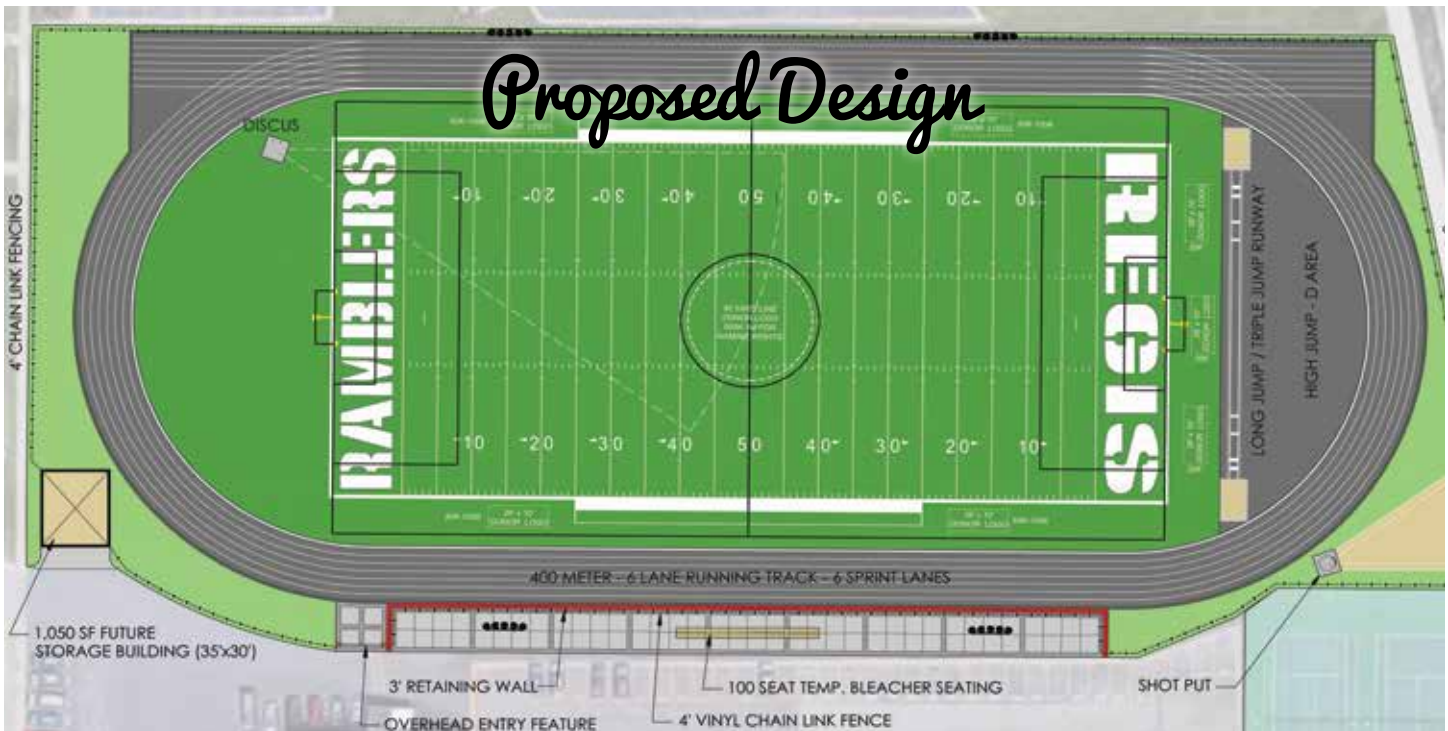 Proposed Design
DISCUS
4' CHAIN LINK FENCING
RAMBLERS
REGIS
10 20 30 40 50 40 30 20 10
10 20 30 40 50 40 30 20 10
LONG JUMP / TRIPLE JUMP RUNWAY
HIGH JUMP - D AREA
400 METER - 6 LANE RUNNING TRACK - 6 SPRINT LANES
1,050 SF FUTURE
STORAGE BUILDING (35'x30')
3' RETAINING WALL
100 SEAT TEMP. BLEACHER SEATING
SHOT PUT
OVERHEAD ENTRY FEATURE
4' VINYL CHAIN LINK FENCE